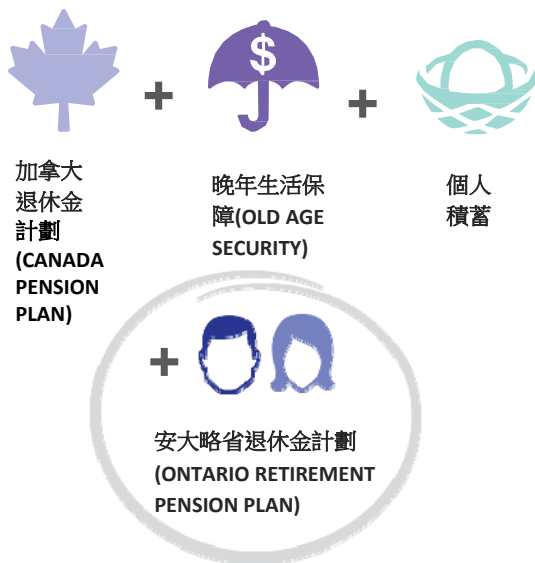 $
+
+
加拿大
退休金
計劃
(CANADA
PENSION
PLAN)
晚年生活保
障(OLD AGE
SECURITY)
個人
積蓄
+
安大略省退休金計劃
(ONTARIO RETIREMENT
PENSION PLAN)